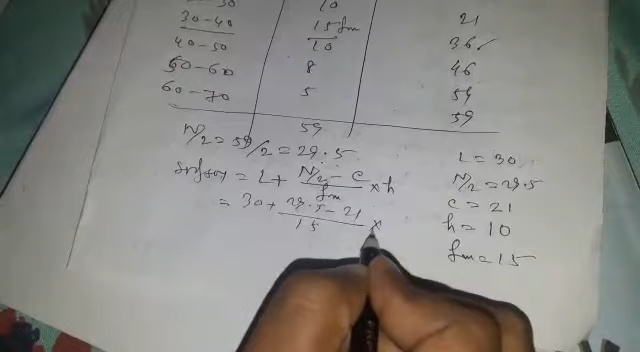 10
30-40 15 fm 21
40-50 10 36
50-60 8 46
60-70 5 54
59 59
N/2 = 59/2 = 29.5
= L + N/2 - C / fm × h
= 30 + 29.5 - 21 / 15 ×
L = 30
N/2 = 29.5
C = 21
h = 10
fm = 15